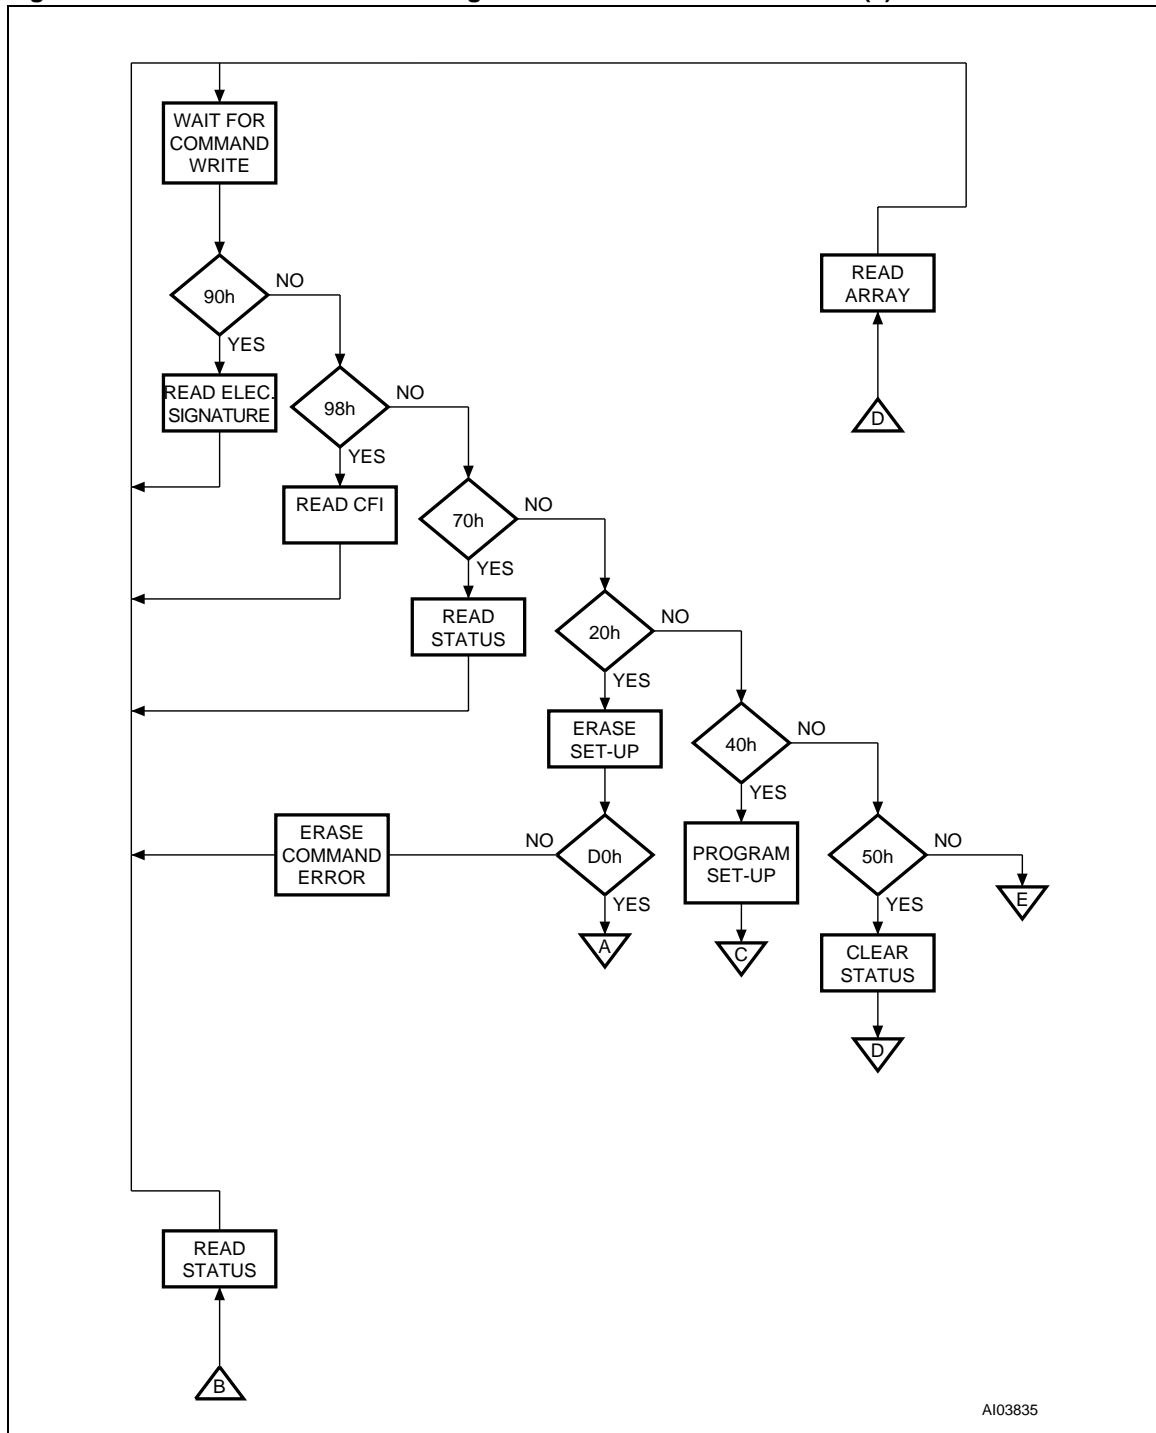 WAIT FOR
COMMAND
WRITE
90h
NO
YES
READ ELEC.
SIGNATURE
READ
ARRAY
D
98h
NO
YES
READ CFI
70h
NO
YES
READ
STATUS
20h
NO
YES
ERASE
SET-UP
40h
NO
YES
PROGRAM
SET-UP
C
D0h
NO
YES
ERASE
COMMAND
ERROR
A
50h
NO
YES
E
CLEAR
STATUS
D
READ
STATUS
B
AI03835